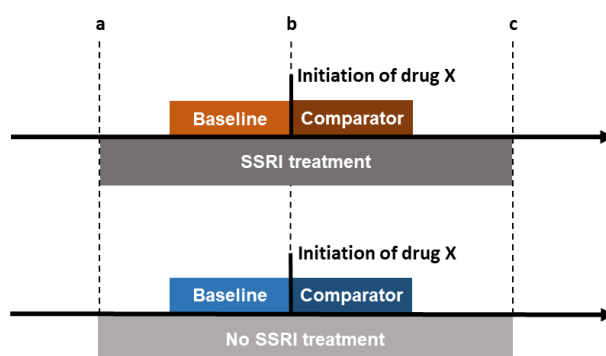 a b c
Initiation of drug X
Baseline Comparator
SSRI treatment
Initiation of drug X
Baseline Comparator
No SSRI treatment